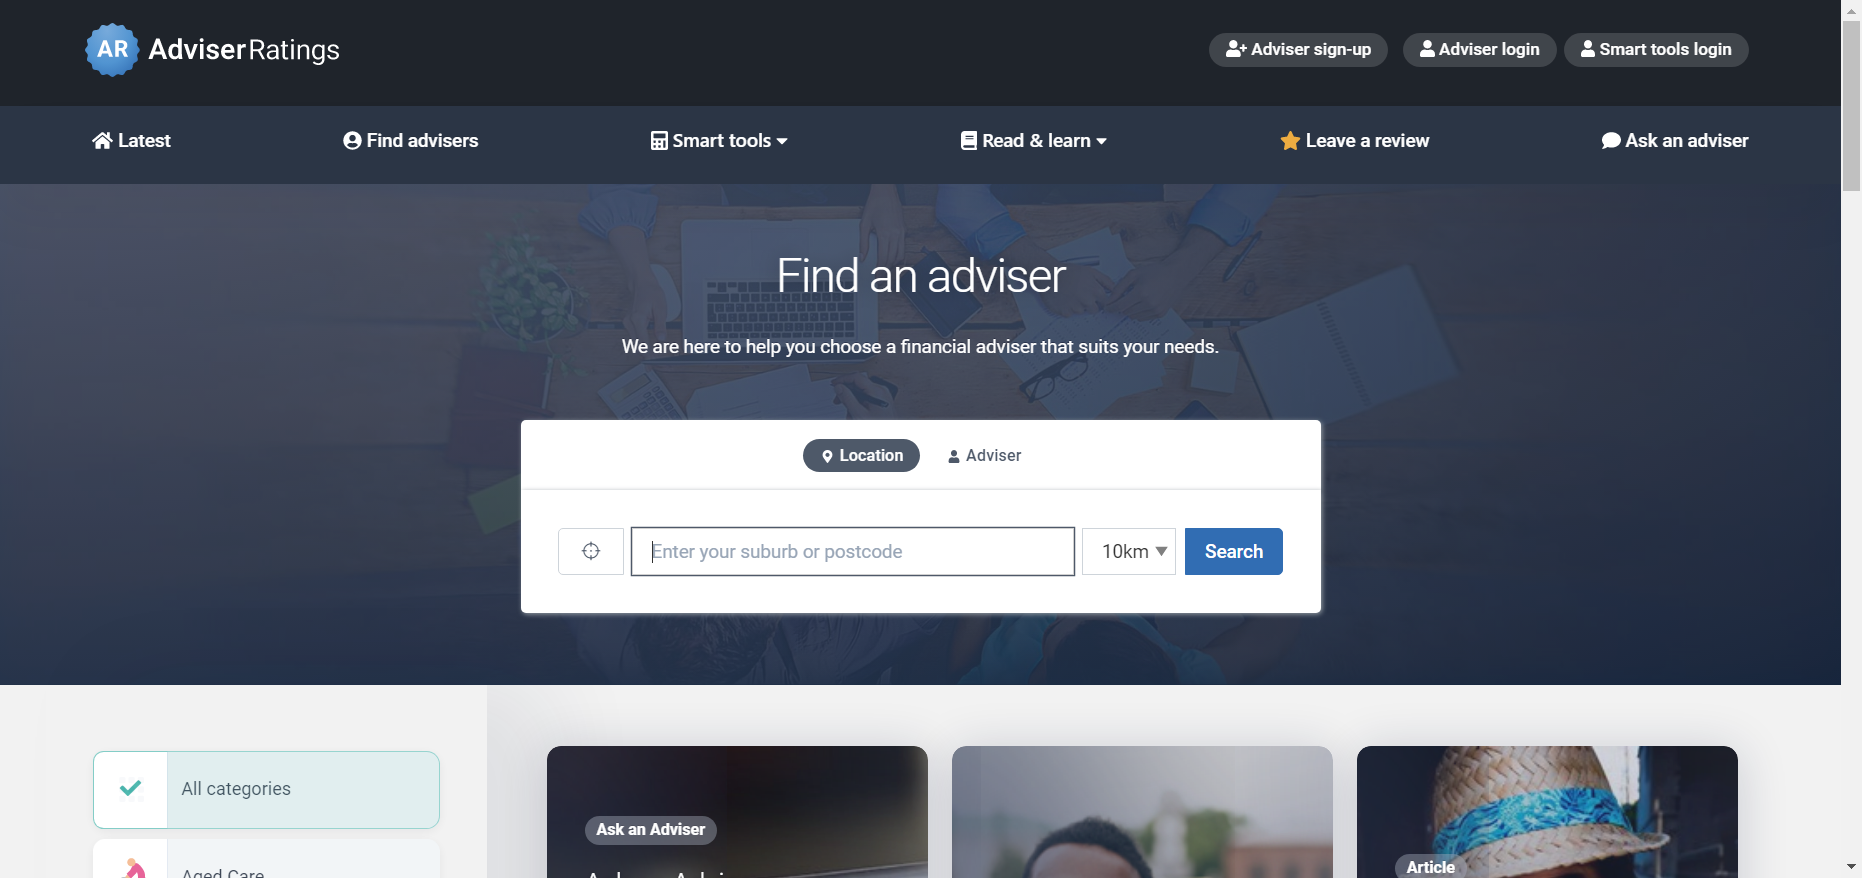 AR AdviserRatings
Adviser sign-up
Adviser login
Smart tools login
Latest
Find advisers
Smart tools
Read & learn
Leave a review
Ask an adviser
Find an adviser
We are here to help you choose a financial adviser that suits your needs.
Location
Adviser
Enter your suburb or postcode
10km
Search
All categories
Ask an Adviser
Aged Care
Article